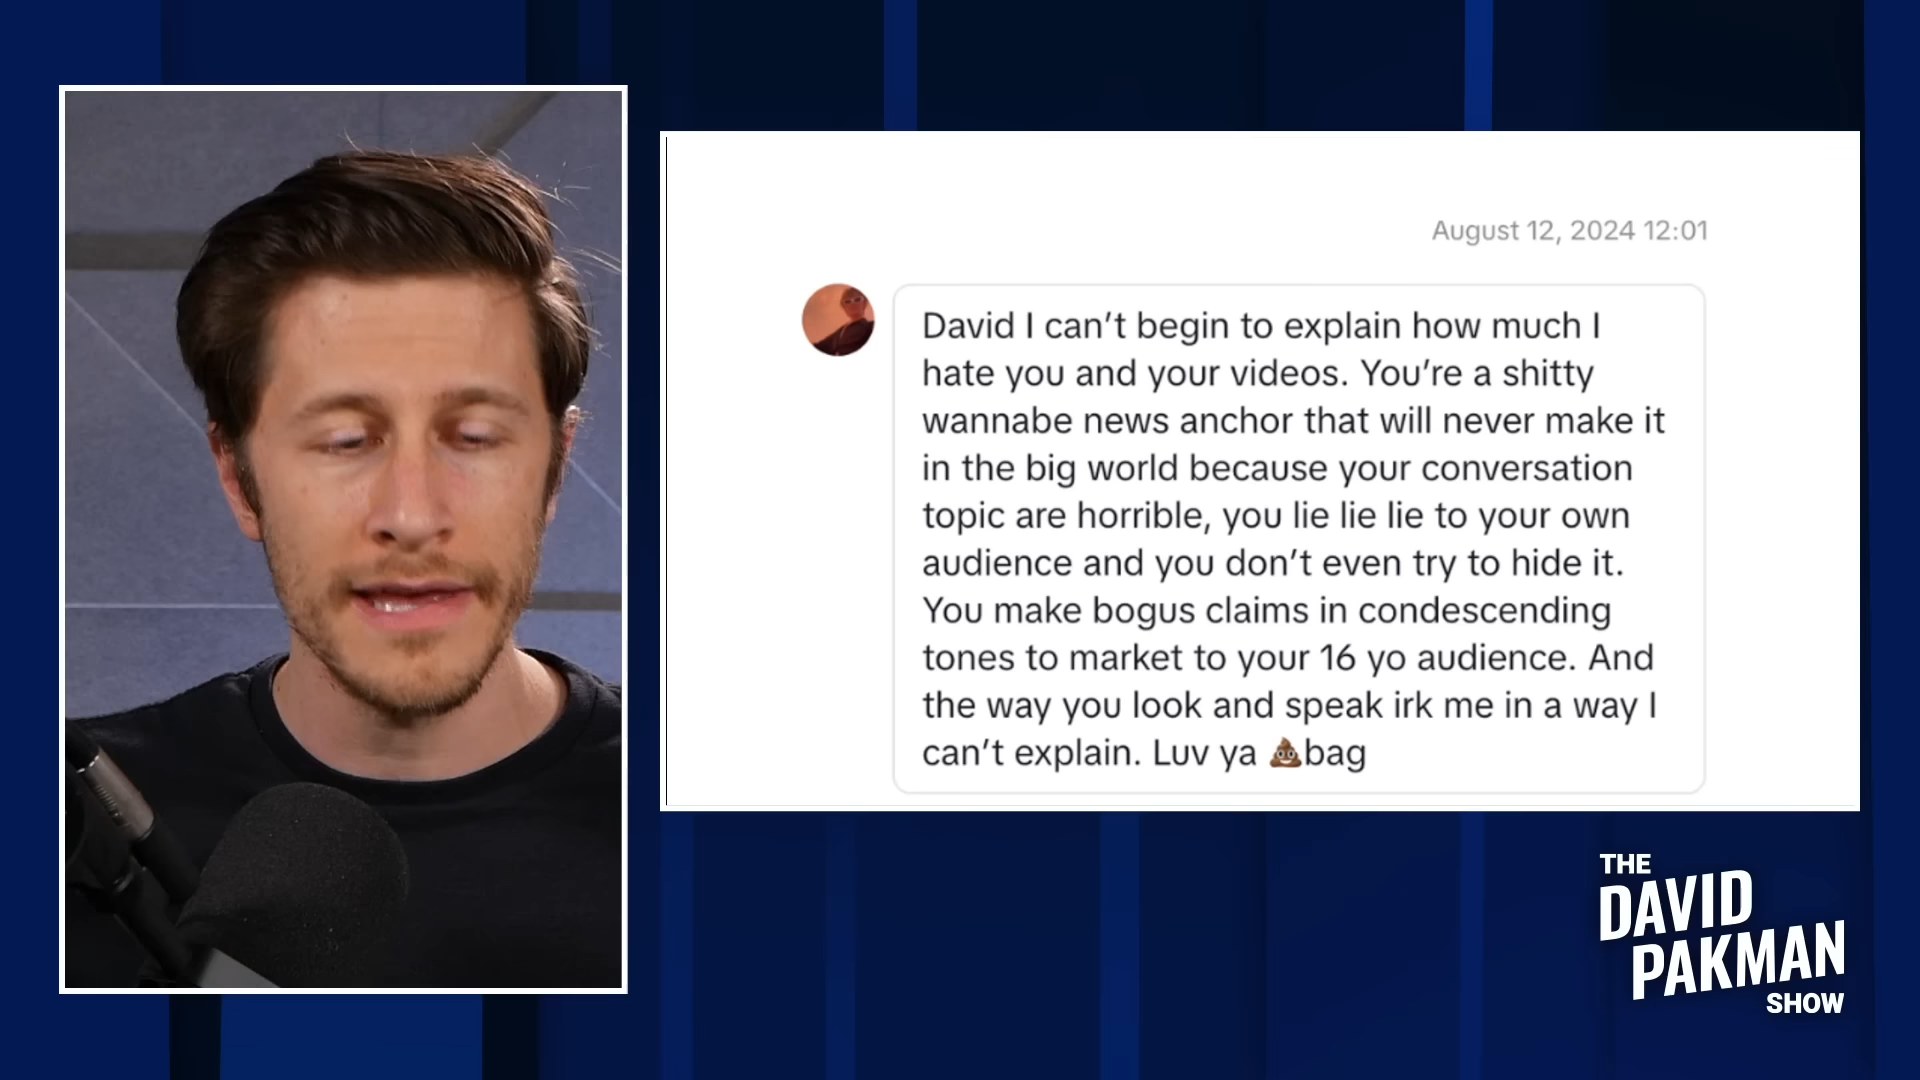 August 12, 2024 12:01
David I can’t begin to explain how much I
hate you and your videos. You’re a shitty
wannabe news anchor that will never make it
in the big world because your conversation
topic are horrible, you lie lie lie to your own
audience and you don’t even try to hide it.
You make bogus claims in condescending
tones to market to your 16 yo audience. And
the way you look and speak irk me in a way I
can’t explain. Luv ya 💩bag
THE
DAVID
PAKMAN
SHOW